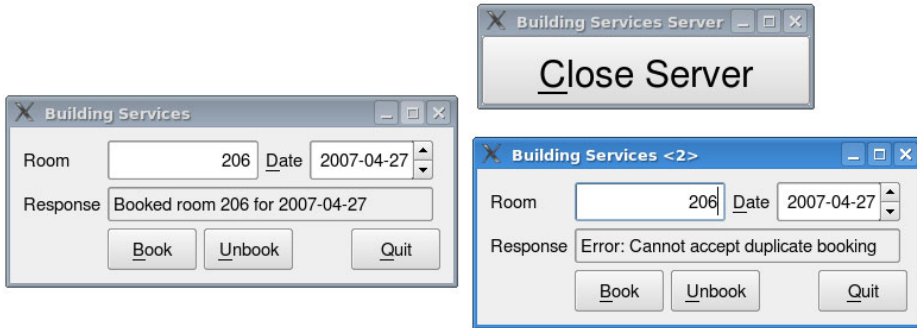 Building Services Server
Close Server
Building Services
Room 206 Date 2007-04-27
Response Booked room 206 for 2007-04-27
Book Unbook Quit
Building Services <2>
Room 206 Date 2007-04-27
Response Error: Cannot accept duplicate booking
Book Unbook Quit